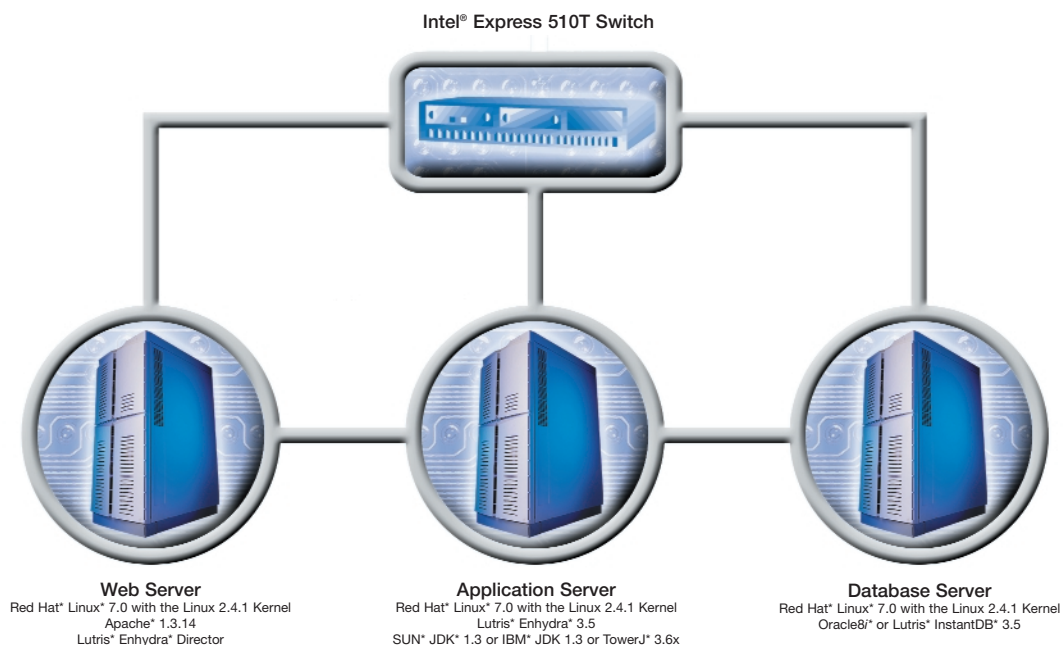 Intel® Express 510T Switch
Web Server
Red Hat* Linux* 7.0 with the Linux 2.4.1 Kernel
Apache* 1.3.14
Lutris* Enhydra* Director
Application Server
Red Hat* Linux* 7.0 with the Linux 2.4.1 Kernel
Lutris* Enhydra* 3.5
SUN* JDK* 1.3 or IBM* JDK 1.3 or TowerJ* 3.6x
Database Server
Red Hat* Linux* 7.0 with the Linux 2.4.1 Kernel
Oracle8i* or Lutris* InstantDB* 3.5